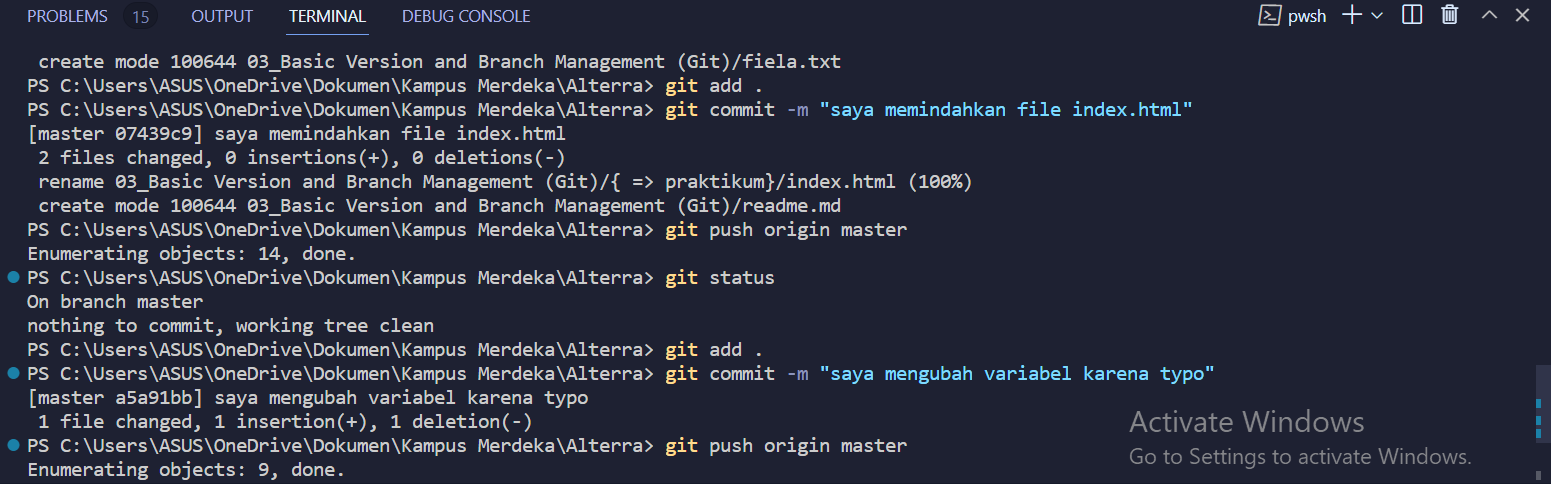 PROBLEMS 15 OUTPUT TERMINAL DEBUG CONSOLE pwsh
create mode 100644 03_Basic Version and Branch Management (Git)/fiela.txt
PS C:\Users\ASUS\OneDrive\Dokumen\Kampus Merdeka\Alterra> git add .
PS C:\Users\ASUS\OneDrive\Dokumen\Kampus Merdeka\Alterra> git commit -m "saya memindahkan file index.html"
[master 07439c9] saya memindahkan file index.html
2 files changed, 0 insertions(+), 0 deletions(-)
rename 03_Basic Version and Branch Management (Git)/{ => praktikum}/index.html (100%)
create mode 100644 03_Basic Version and Branch Management (Git)/readme.md
PS C:\Users\ASUS\OneDrive\Dokumen\Kampus Merdeka\Alterra> git push origin master
Enumerating objects: 14, done.
PS C:\Users\ASUS\OneDrive\Dokumen\Kampus Merdeka\Alterra> git status
On branch master
nothing to commit, working tree clean
PS C:\Users\ASUS\OneDrive\Dokumen\Kampus Merdeka\Alterra> git add .
PS C:\Users\ASUS\OneDrive\Dokumen\Kampus Merdeka\Alterra> git commit -m "saya mengubah variabel karena typo"
[master a5a91bb] saya mengubah variabel karena typo
1 file changed, 1 insertion(+), 1 deletion(-)
PS C:\Users\ASUS\OneDrive\Dokumen\Kampus Merdeka\Alterra> git push origin master
Enumerating objects: 9, done.
Activate Windows
Go to Settings to activate Windows.